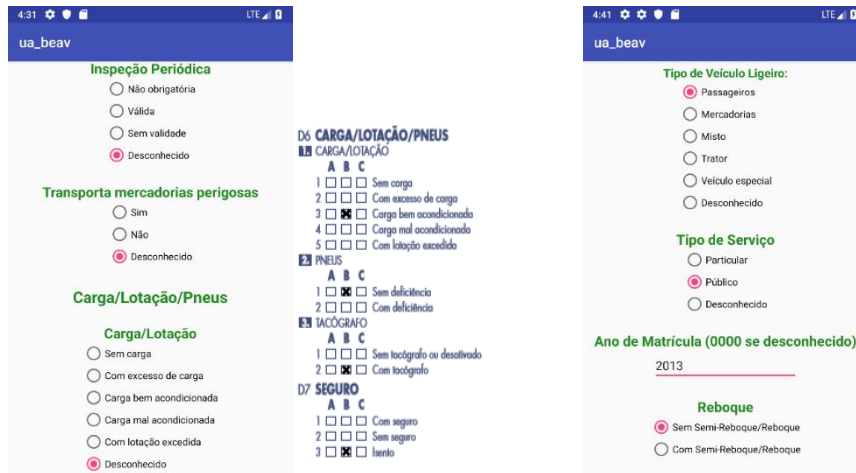 4:31 LTE
ua_beav
Inspeção Periódica
Não obrigatória
Válida
Sem validade
Desconhecido
Transporta mercadorias perigosas
Sim
Não
Desconhecido
Carga/Lotação/Pneus
Carga/Lotação
Sem carga
Com excesso de carga
Carga bem acondicionada
Carga mal acondicionada
Com lotação excedida
Desconhecido
D6 CARGA/LOTAÇÃO/PNEUS
1. CARGA/LOTAÇÃO
A B C
1 Sem carga
2 Com excesso de carga
3 Carga bem acondicionada
4 Carga mal acondicionada
5 Com lotação excedida
2. PNEUS
A B C
1 Sem deficiência
2 Com deficiência
3. TACÓGRAFO
A B C
1 Sem tacógrafo ou desativado
2 Com tacógrafo
D7 SEGURO
A B C
1 Com seguro
2 Sem seguro
3 Isento
4:41 LTE
ua_beav
Tipo de Veículo Ligeiro:
Passageiros
Mercadorias
Misto
Trator
Veículo especial
Desconhecido
Tipo de Serviço
Particular
Público
Desconhecido
Ano de Matrícula (0000 se desconhecido)
2013
Reboque
Sem Semi-Reboque/Reboque
Com Semi-Reboque/Reboque